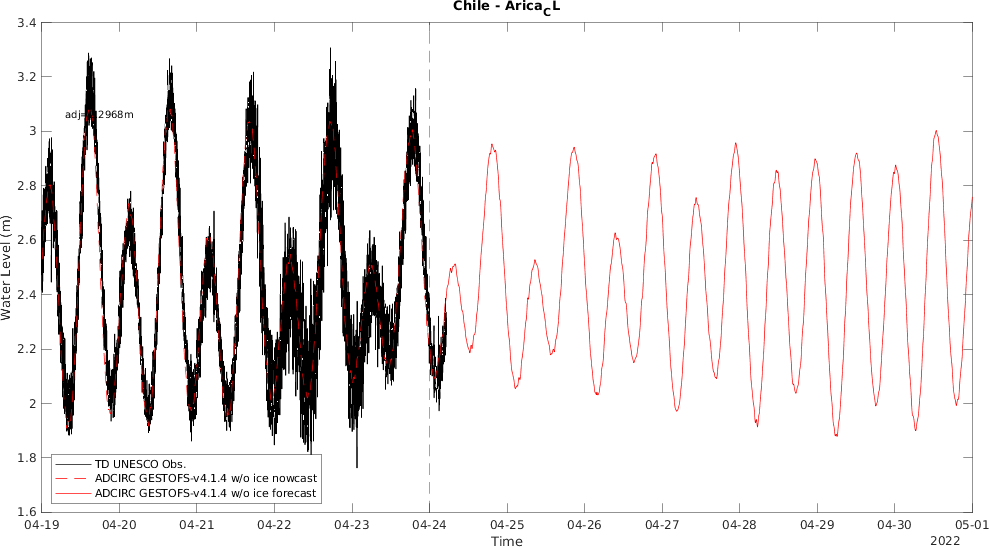 Chile - Arica_CL
3.4
3.2
3
2.8
2.6
2.4
2.2
2
1.8
1.6
Water Level (m)
TD UNESCO Obs.
ADCIRC GESTOFS-v4.1.4 w/o ice nowcast
ADCIRC GESTOFS-v4.1.4 w/o ice forecast
04-19 04-20 04-21 04-22 04-23 04-24 04-25 04-26 04-27 04-28 04-29 04-30 05-01
Time
2022